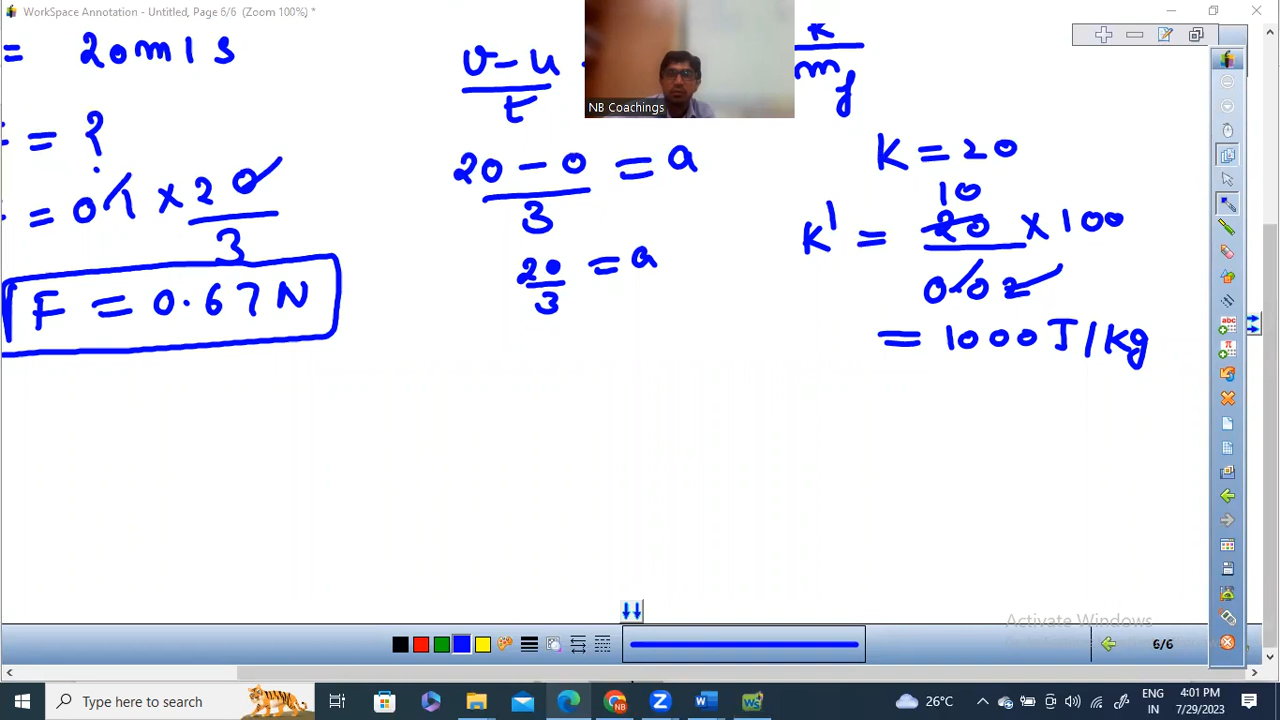 WorkSpace Annotation - Untitled, Page 6/6 (Zoom 100%) *
= 20m/s
v-u
t
k
mf
NB Coachings
= ?
= 0.1 × 20
3
F = 0.67N
20 - 0 = a
3
20 = a
3
K = 20
10
K' = 20 × 100
0.02
= 1000 J/Kg
Activate Windows
6/6
Type here to search
26°C
ENG
IN
4:01 PM
7/29/2023